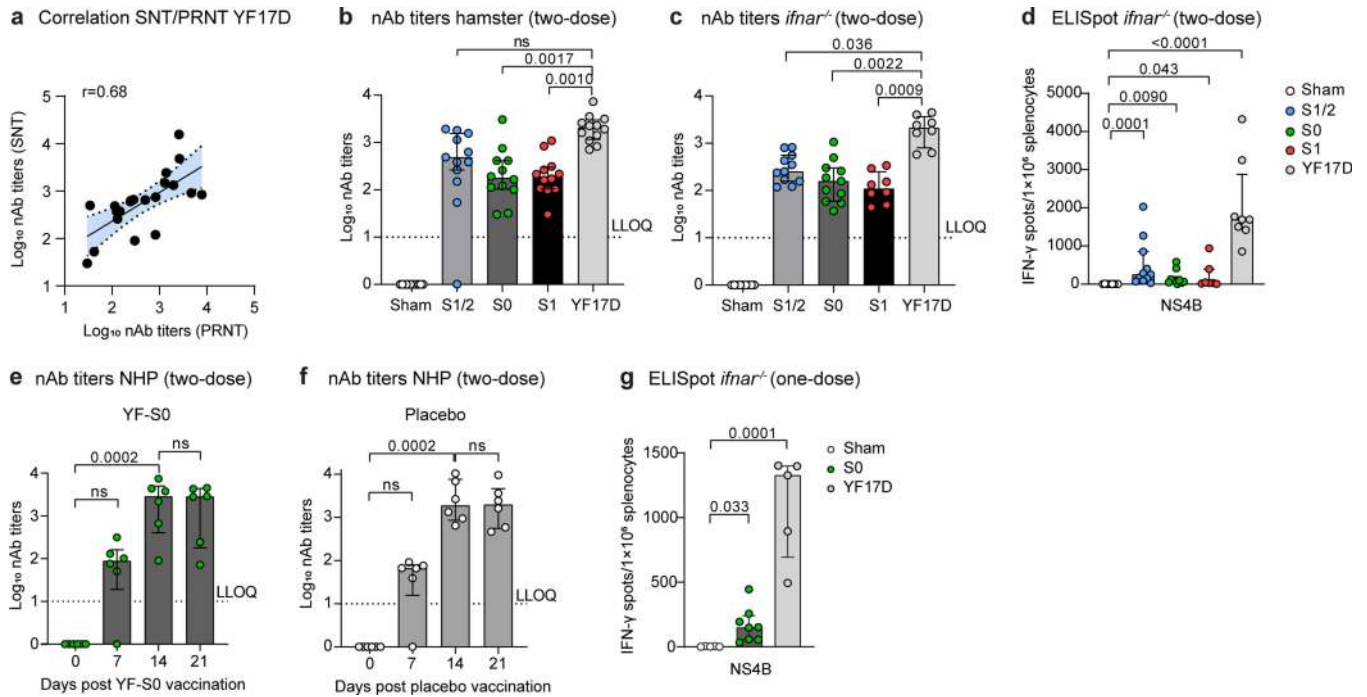 a Correlation SNT/PRNT YF17D
r=0.68
Log₁₀ nAb titers (SNT)
5
4
3
2
1
1 2 3 4 5
Log₁₀ nAb titers (PRNT)
b nAb titers hamster (two-dose)
ns
0.0017
0.0010
Log₁₀ nAb titers
4
3
2
1
0
LLOQ
Sham S1/2 S0 S1 YF17D
c nAb titers ifnar⁻/⁻ (two-dose)
0.036
0.0022
0.0009
Log₁₀ nAb titers
4
3
2
1
0
LLOQ
Sham S1/2 S0 S1 YF17D
d ELISpot ifnar⁻/⁻ (two-dose)
<0.0001
0.043
0.0090
0.0001
IFN-γ spots/1×10⁶ splenocytes
5000
4000
3000
2000
1000
0
NS4B
Sham
S1/2
S0
S1
YF17D
e nAb titers NHP (two-dose)
YF-S0
ns
0.0002
ns
Log₁₀ nAb titers
4
3
2
1
0
LLOQ
0 7 14 21
Days post YF-S0 vaccination
f nAb titers NHP (two-dose)
Placebo
0.0002 ns
ns
Log₁₀ nAb titers
4
3
2
1
0
LLOQ
0 7 14 21
Days post placebo vaccination
g ELISpot ifnar⁻/⁻ (one-dose)
0.0001
0.033
IFN-γ spots/1×10⁶ splenocytes
1500
1000
500
0
NS4B
Sham
S0
YF17D